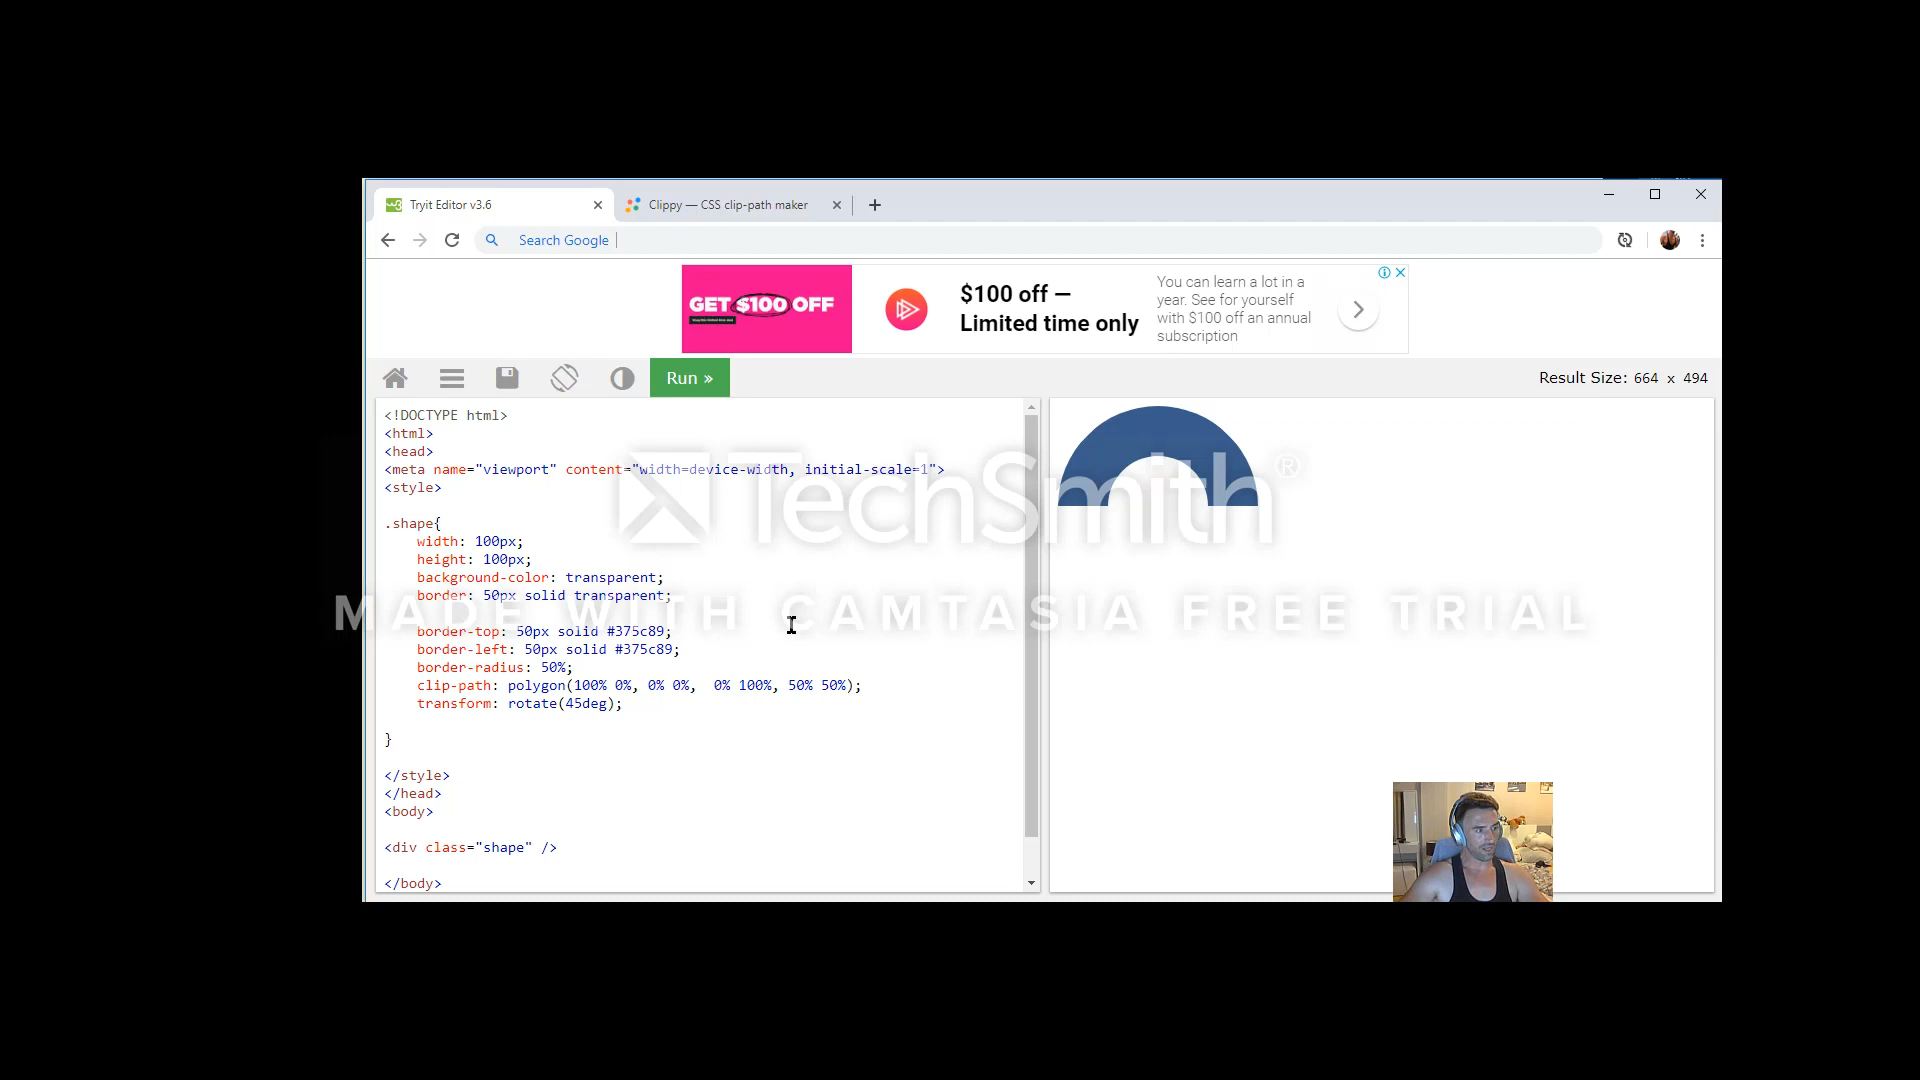 Tryit Editor v3.6
Clippy — CSS clip-path maker
Search Google
GET $100 OFF
$100 off —
Limited time only
You can learn a lot in a
year. See for yourself
with $100 off an annual
subscription
Run »
Result Size: 664 x 494
<!DOCTYPE html>
<html>
<head>
<meta name="viewport" content="width=device-width, initial-scale=1">
<style>
.shape{
width: 100px;
height: 100px;
background-color: transparent;
border: 50px solid transparent;
border-top: 50px solid #375c89;
border-left: 50px solid #375c89;
border-radius: 50%;
clip-path: polygon(100% 0%, 0% 0%,  0% 100%, 50% 50%);
transform: rotate(45deg);
}
</style>
</head>
<body>
<div class="shape" />
</body>
TechSmith®
MADE WITH CAMTASIA FREE TRIAL